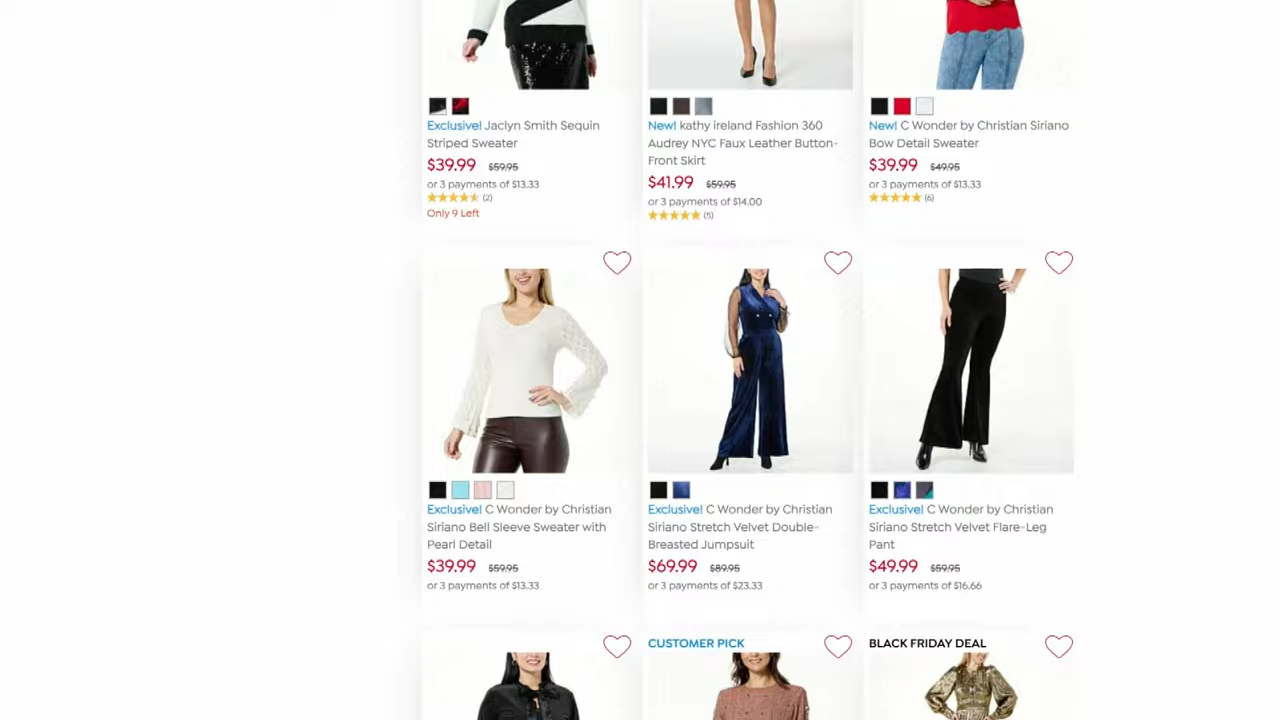 Exclusive! Jaclyn Smith Sequin
Striped Sweater
$39.99 $59.95
or 3 payments of $13.33
(2)
Only 9 Left
New! kathy ireland Fashion 360
Audrey NYC Faux Leather Button-
Front Skirt
$41.99 $59.95
or 3 payments of $14.00
(5)
New! C Wonder by Christian Siriano
Bow Detail Sweater
$39.99 $49.95
or 3 payments of $13.33
(6)
Exclusive! C Wonder by Christian
Siriano Bell Sleeve Sweater with
Pearl Detail
$39.99 $59.95
or 3 payments of $13.33
Exclusive! C Wonder by Christian
Siriano Stretch Velvet Double-
Breasted Jumpsuit
$69.99 $89.95
or 3 payments of $23.33
Exclusive! C Wonder by Christian
Siriano Stretch Velvet Flare-Leg
Pant
$49.99 $59.95
or 3 payments of $16.66
CUSTOMER PICK
BLACK FRIDAY DEAL